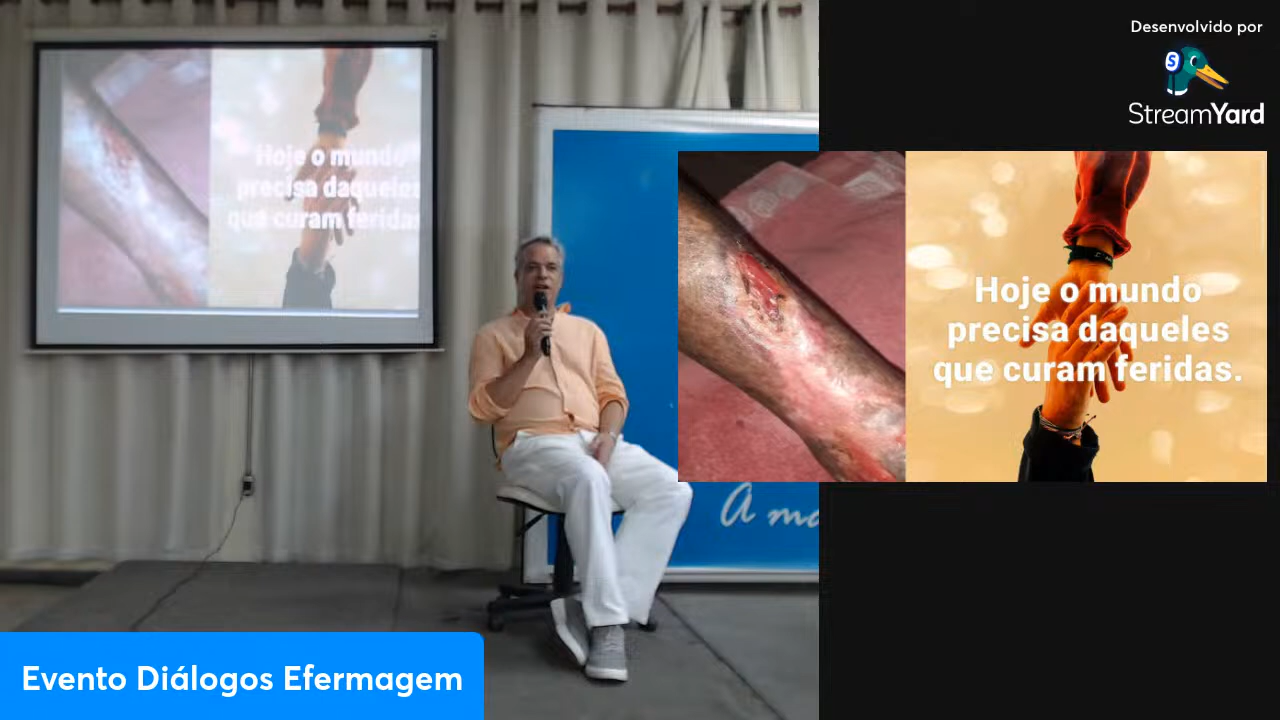 Hoje o mundo
precisa daqueles
que curam feridas
Desenvolvido por
StreamYard
Hoje o mundo
precisa daqueles
que curam feridas.
A
Evento Diálogos Efermagem